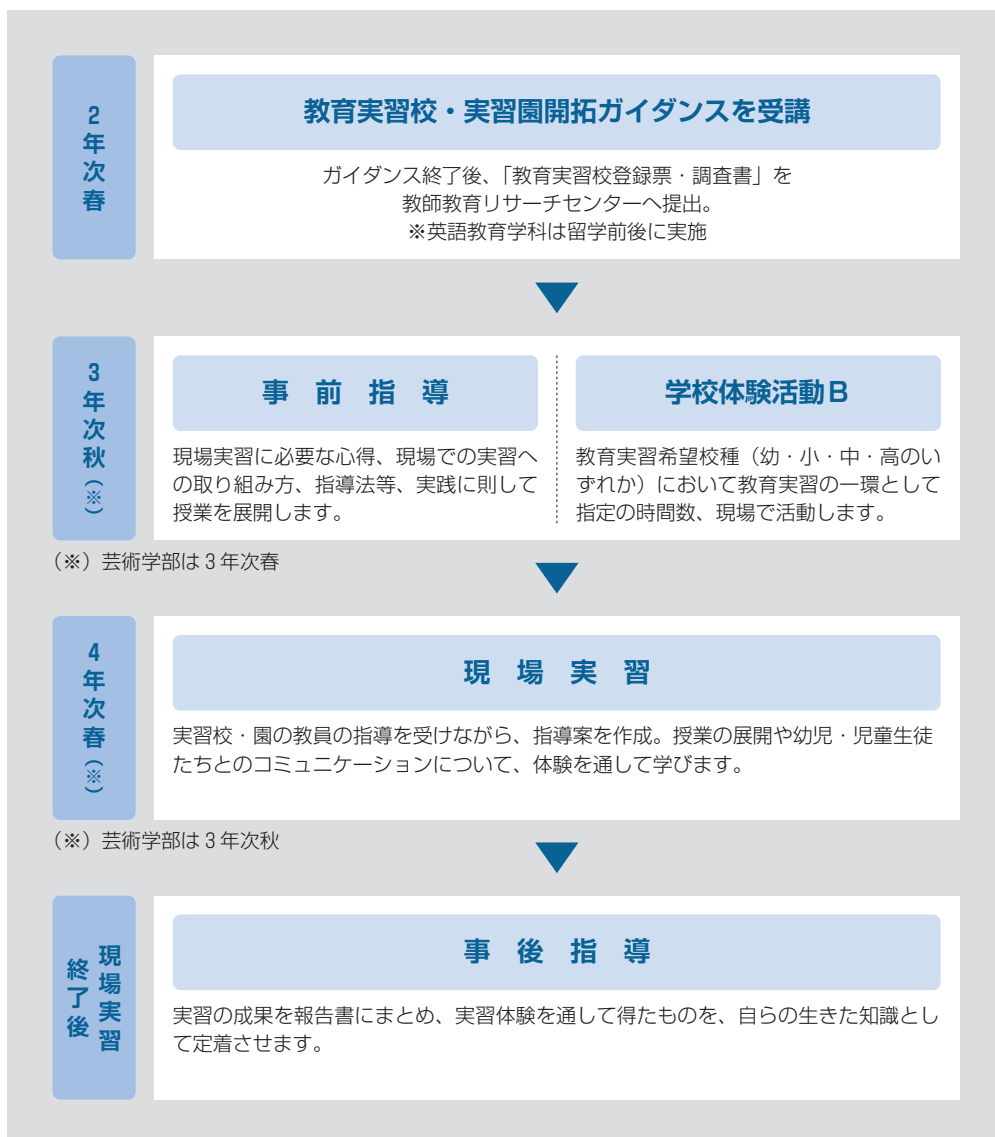 2年次春
教育実習校・実習園開拓ガイダンスを受講
ガイダンス終了後、「教育実習校登録票・調査書」を
教師教育リサーチセンターへ提出。
※英語教育学科は留学前後に実施
3年次秋（※）
事前指導
現場実習に必要な心得、現場での実習へ
の取り組み方、指導法等、実践に則して
授業を展開します。
学校体験活動B
教育実習希望校種（幼・小・中・高のい
ずれか）において教育実習の一環として
指定の時間数、現場で活動します。
（※）芸術学部は3年次春
4年次春（※）
現場実習
実習校・園の教員の指導を受けながら、指導案を作成。授業の展開や幼児・児童生徒
たちとのコミュニケーションについて、体験を通して学びます。
（※）芸術学部は3年次秋
現場実習
終了後
事後指導
実習の成果を報告書にまとめ、実習体験を通して得たものを、自らの生きた知識とし
て定着させます。